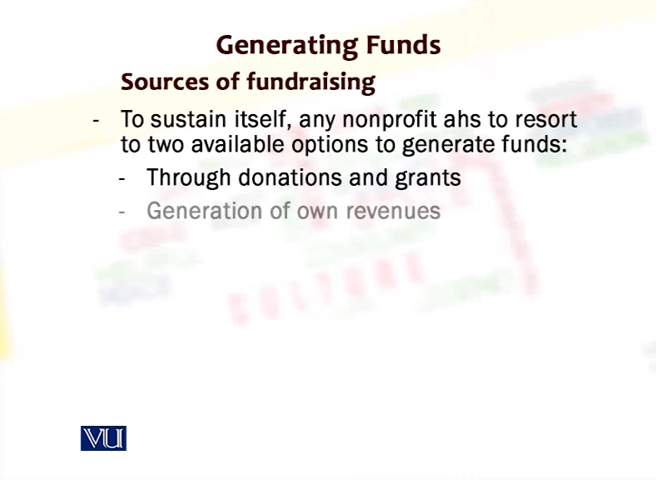 Generating Funds
Sources of fundraising
- To sustain itself, any nonprofit ahs to resort
to two available options to generate funds:
- Through donations and grants
- Generation of own revenues
CULTURE
VU